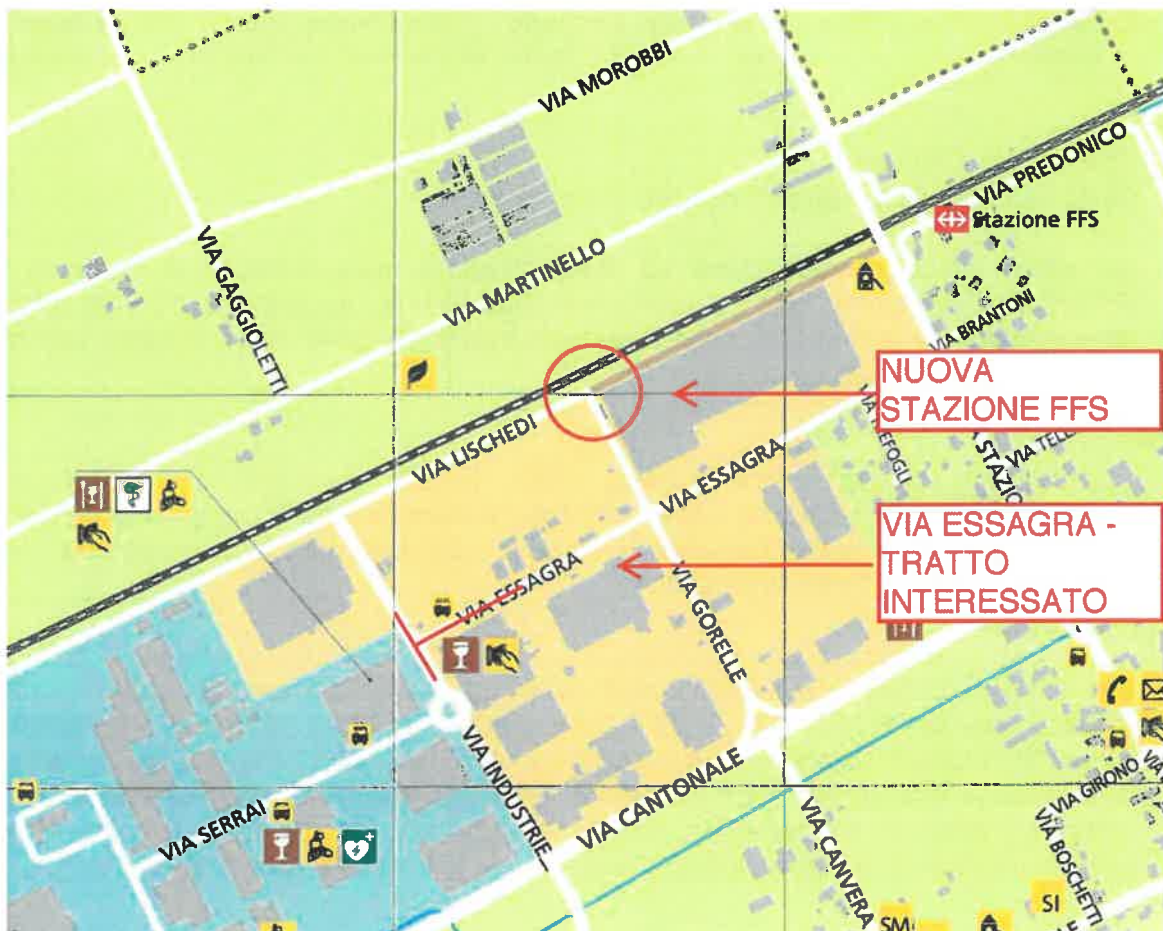 VIA MOROBBI
VIA PREDONICO
Stazione FFS
VIA GAGGIOLETTI
VIA MARTINELLO
VIA BRANTONI
NUOVA
STAZIONE FFS
VIA LISCHEDI
VIA ESSAGRA
VIA ESSAGRA -
TRATTO
INTERESSATO
VIA ESSAGRA
VIA GORELLE
VIA INDUSTRIE
VIA CANTONALE
VIA SERRAI
VIA GIRONO
VIA CANVERA
VIA BOSCHETTI
SM
SI